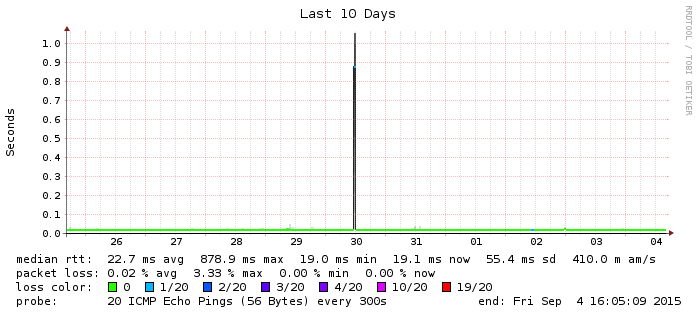 Last 10 Days
RRDTOOL / TOBI OETIKER
Seconds
1.0
0.9
0.8
0.7
0.6
0.5
0.4
0.3
0.2
0.1
0.0
26 27 28 29 30 31 01 02 03 04
median rtt: 22.7 ms avg 878.9 ms max 19.0 ms min 19.1 ms now 55.4 ms sd 410.0 m am/s
packet loss: 0.02 % avg 3.33 % max 0.00 % min 0.00 % now
loss color: 0 1/20 2/20 3/20 4/20 10/20 19/20
probe: 20 ICMP Echo Pings (56 Bytes) every 300s end: Fri Sep 4 16:05:09 2015